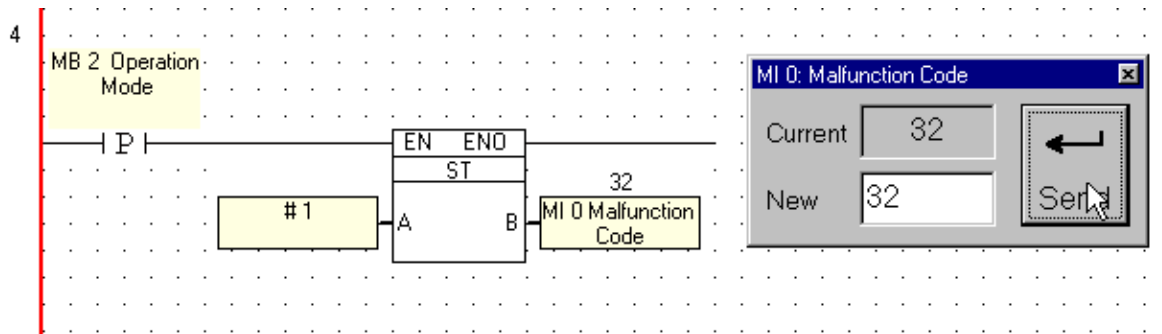 4
MB 2 Operation
Mode
P
EN ENO
ST
# 1
A
B
32
MI 0 Malfunction
Code
MI 0: Malfunction Code
Current 32
New 32
Send